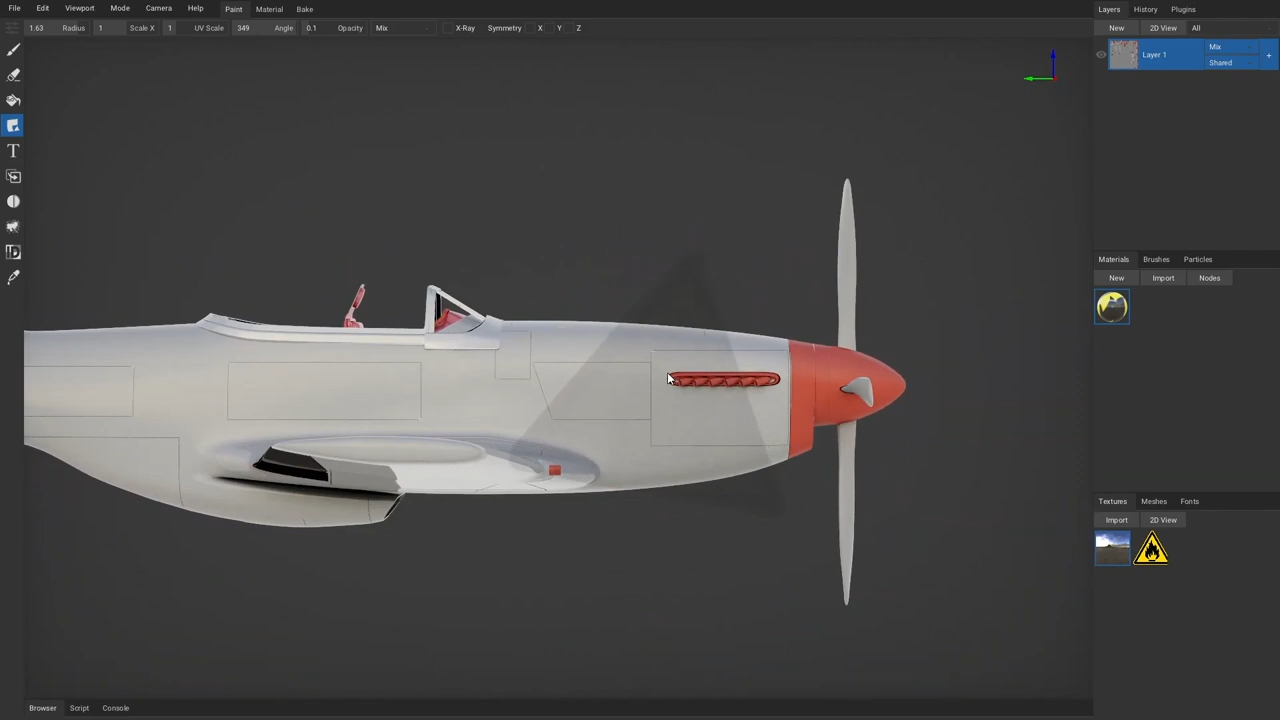 File Edit Viewport Mode Camera Help Paint Material Bake
1.63 Radius 1 Scale X 1 UV Scale 349 Angle 0.1 Opacity Mix X-Ray Symmetry X Y Z
Layers History Plugins
New 2D View All
Layer 1 Mix
Shared +
Materials Brushes Particles
New Import Nodes
Textures Meshes Fonts
Import 2D View
Browser Script Console